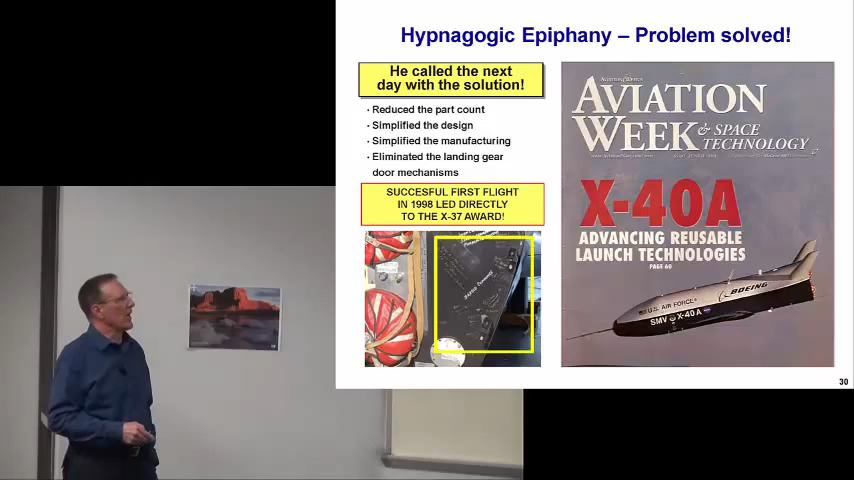 Hypnagogic Epiphany – Problem solved!
He called the next
day with the solution!
· Reduced the part count
· Simplified the design
· Simplified the manufacturing
· Eliminated the landing gear
door mechanisms
SUCCESFUL FIRST FLIGHT
IN 1998 LED DIRECTLY
TO THE X-37 AWARD!
AVIATION
WEEK & SPACE
TECHNOLOGY
X-40A
ADVANCING REUSABLE
LAUNCH TECHNOLOGIES
PAGE 60
BOEING
U.S. AIR FORCE
SMV X-40A
30